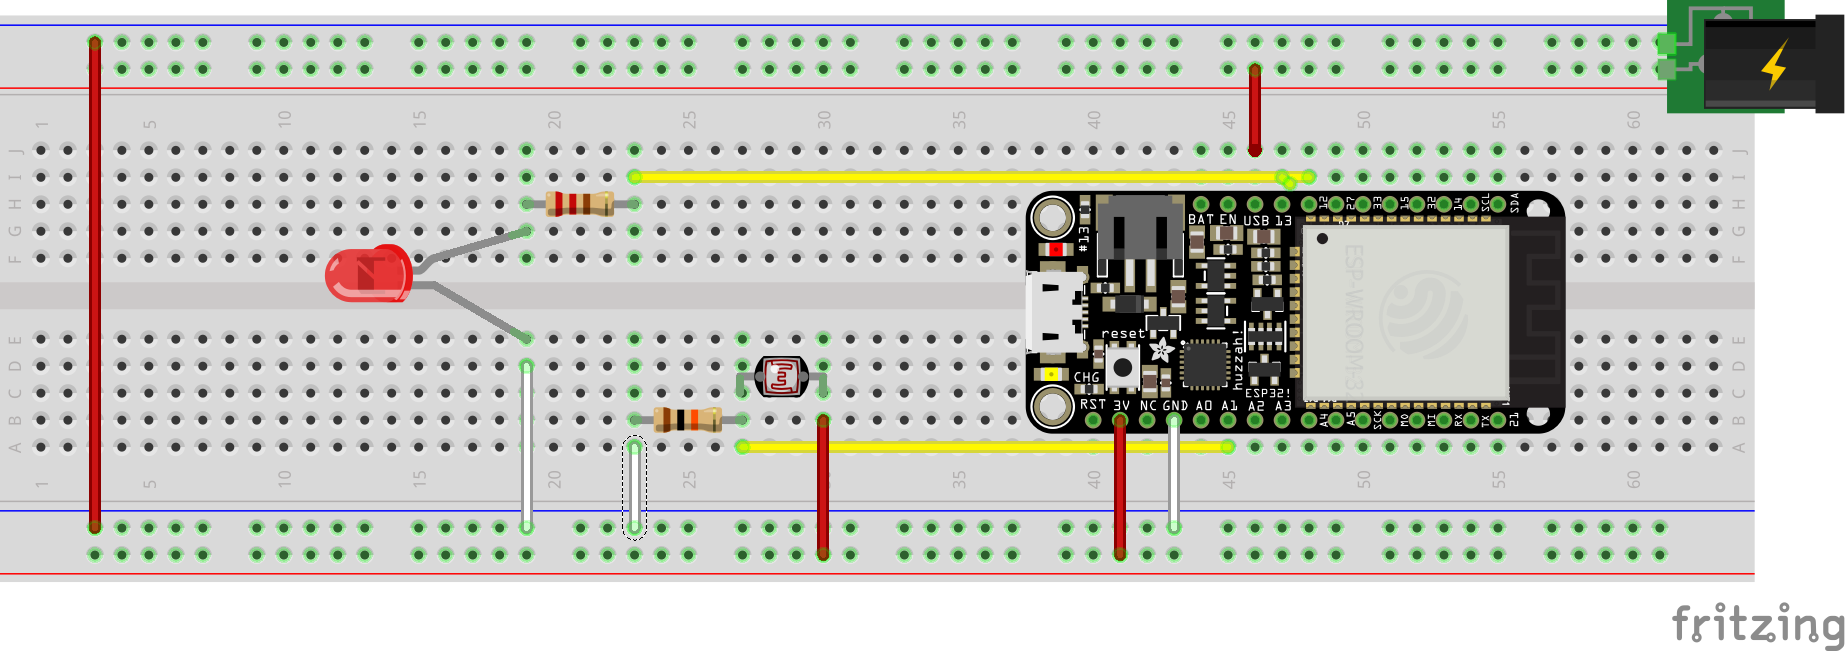 1 5 10 15 20 25 30 35 40 45 50 55 60
J J
I I
H H
G G
F F
E E
D D
C C
B B
A A
#13
BAT EN USB 13 12 27 33 15 32 14 SCL SDA
ESP-WROOM-3
reset
huzzah!
CHG
ESP32!
RST 3V NC GND A0 A1 A2 A3 A4 A5 SCK MO MI RX TX 21
1 5 10 15 20 25 35 40 45 50 55 60
fritzing